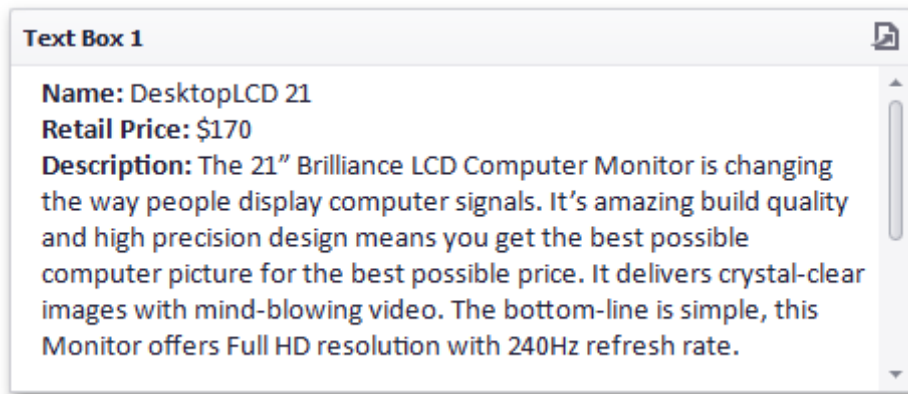 Text Box 1
Name: DesktopLCD 21
Retail Price: $170
Description: The 21” Brilliance LCD Computer Monitor is changing
the way people display computer signals. It’s amazing build quality
and high precision design means you get the best possible
computer picture for the best possible price. It delivers crystal-clear
images with mind-blowing video. The bottom-line is simple, this
Monitor offers Full HD resolution with 240Hz refresh rate.